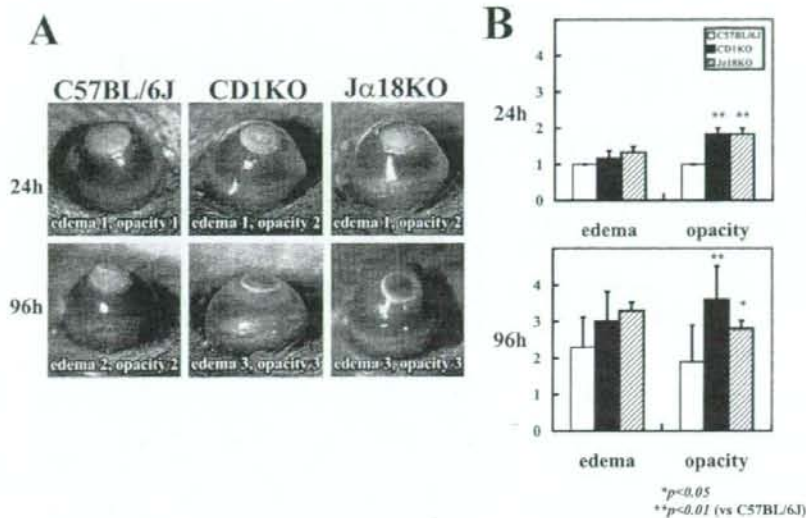 A
C57BL/6J CD1KO Jα18KO
24h
edema 1, opacity 1
edema 1, opacity 2
edema 1, opacity 2
96h
edema 2, opacity 2
edema 3, opacity 3
edema 3, opacity 3
B
C57BL/6J
CD1KO
Jα18KO
24h
4
3
2
1
0
** **
edema opacity
96h
4
3
2
1
0
**
*
edema opacity
*p<0.05
**p<0.01 (vs C57BL/6J)